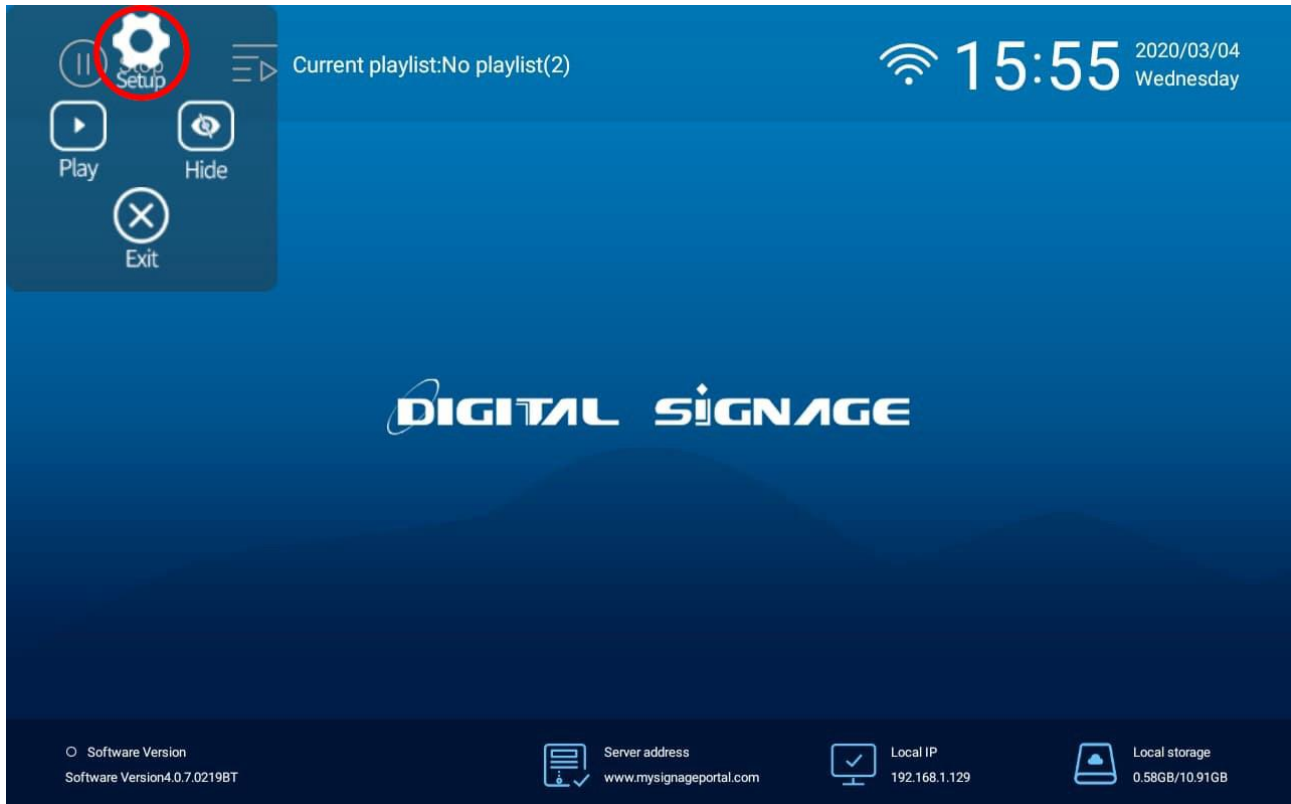 Stop
Setup
Current playlist:No playlist(2)
15:55
2020/03/04
Wednesday
Play
Hide
Exit
DIGITAL SIGNAGE
Software Version
Software Version4.0.7.0219BT
Server address
www.mysignageportal.com
Local IP
192.168.1.129
Local storage
0.58GB/10.91GB